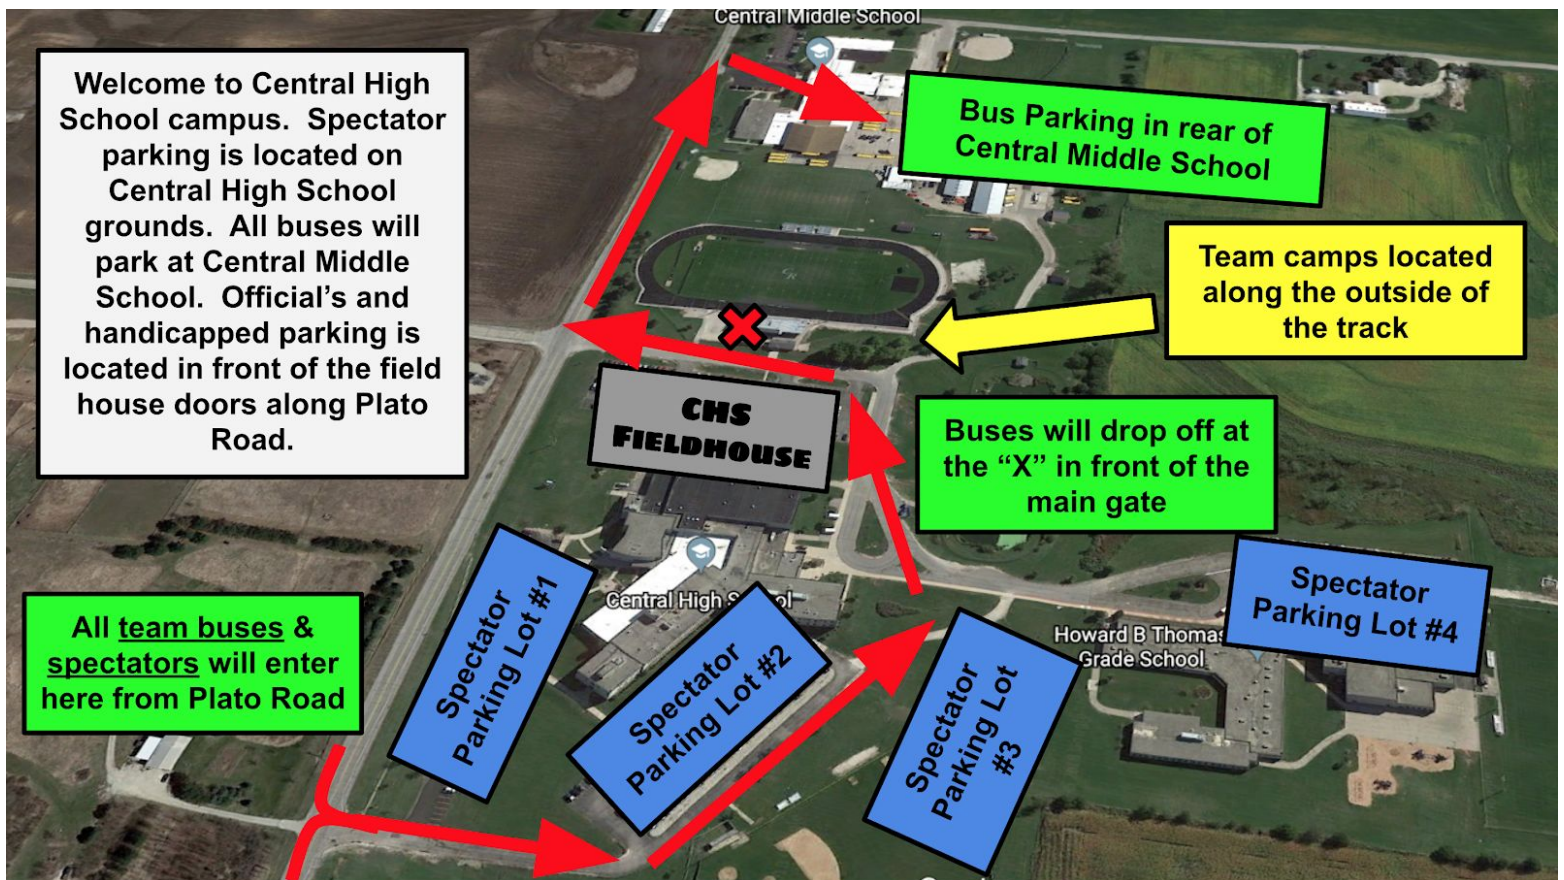 Central Middle School
Welcome to Central High
School campus.  Spectator
parking is located on
Central High School
grounds.  All buses will
park at Central Middle
School.  Official’s and
handicapped parking is
located in front of the field
house doors along Plato
Road.
Bus Parking in rear of
Central Middle School
Team camps located
along the outside of
the track
CHS
FIELDHOUSE
Buses will drop off at
the “X” in front of the
main gate
Spectator
Parking Lot #1
Central High School
Spectator
Parking Lot #2
Spectator
Parking Lot
#3
Howard B Thomas
Grade School
Spectator
Parking Lot #4
All team buses &
spectators will enter
here from Plato Road